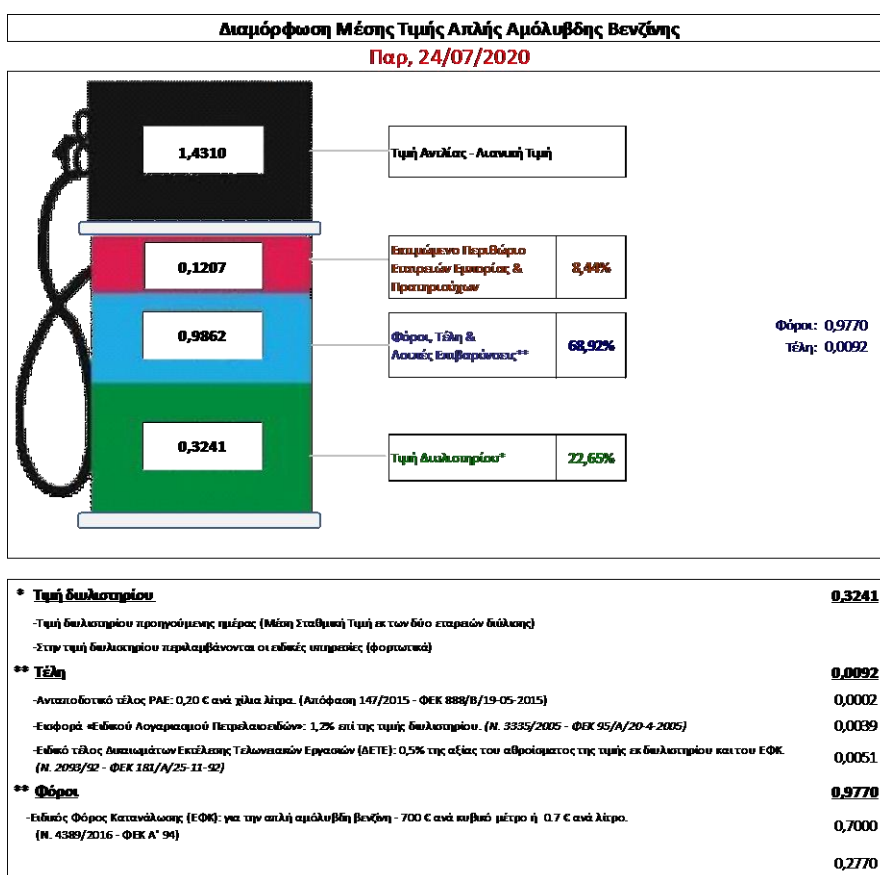 Διαμόρφωση Μέσης Τιμής Απλής Αμόλυβδης Βενζίνης
Παρ, 24/07/2020
1,4310
Τιμή Αντλίας - Λιανική Τιμή
0,1207
Εκτιμώμενο Περιθώριο
Εταιρειών Εμπορίας &
Πρατηριούχων
8,44%
0,9862
Φόροι, Τέλη &
Λοιπές Επιβαρύνσεις**
68,92%
Φόροι: 0,9770
Τέλη: 0,0092
0,3241
Τιμή Διυλιστηρίου*
22,65%
* Τιμή διυλιστηρίου 0,3241
-Τιμή διυλιστηρίου προηγούμενης ημέρας (Μέση Σταθμική Τιμή εκ των δύο εταιρειών διύλισης)
-Στην τιμή διυλιστηρίου περιλαμβάνονται οι ειδικές υπηρεσίες (φορτωτικά)
** Τέλη 0,0092
-Ανταποδοτικό τέλος ΡΑΕ: 0,20 € ανά χίλια λίτρα. (Απόφαση 147/2015 - ΦΕΚ 888/Β/19-05-2015) 0,0002
-Εισφορά «Ειδικού Λογαριασμού Πετρελαιοειδών»: 1,2% επί της τιμής διυλιστηρίου. (Ν. 3335/2005 - ΦΕΚ 95/Α/20-4-2005) 0,0039
-Ειδικό τέλος Δικαιωμάτων Εκτέλεσης Τελωνειακών Εργασιών (ΔΕΤΕ): 0,5% της αξίας του αθροίσματος της τιμής εκ διυλιστηρίου και του ΕΦΚ. 0,0051
(Ν. 2093/92 - ΦΕΚ 181/Α/25-11-92)
** Φόροι 0,9770
-Ειδικός Φόρος Κατανάλωσης (ΕΦΚ): για την απλή αμόλυβδη βενζίνη - 700 € ανά κυβικό μέτρο ή 0.7 € ανά λίτρο. 0,7000
(Ν. 4389/2016 - ΦΕΚ Α' 94)
0,2770